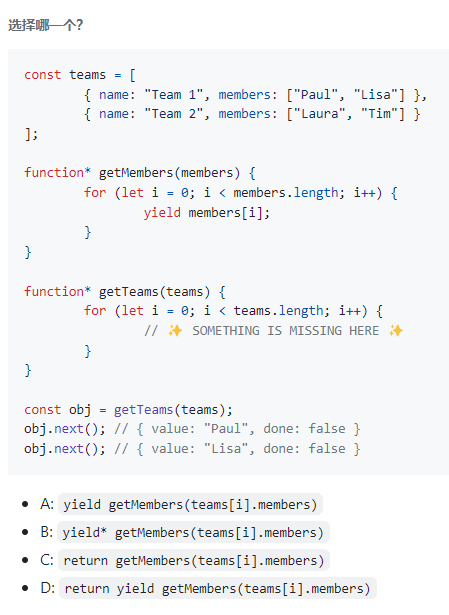 选择哪一个?
const teams = [
{ name: "Team 1", members: ["Paul", "Lisa"] },
{ name: "Team 2", members: ["Laura", "Tim"] }
];
function* getMembers(members) {
for (let i = 0; i < members.length; i++) {
yield members[i];
}
}
function* getTeams(teams) {
for (let i = 0; i < teams.length; i++) {
// ✨ SOMETHING IS MISSING HERE ✨
}
}
const obj = getTeams(teams);
obj.next(); // { value: "Paul", done: false }
obj.next(); // { value: "Lisa", done: false }
• A: yield getMembers(teams[i].members)
• B: yield* getMembers(teams[i].members)
• C: return getMembers(teams[i].members)
• D: return yield getMembers(teams[i].members)